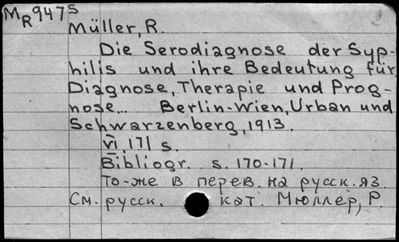 MR947s
Müller, R.
Die Serodiagnose der Syp-
hilis und ihre Bedeutung für
Diagnose, Therapie und Prog-
nose... Berlin-Wien, Urban und
Schwarzenberg, 1913.
VI, 171 s.
Bibliogr. s. 170-171.
То-же в перев. на русск. яз.
См. русск. кат. Мюллер, Р.